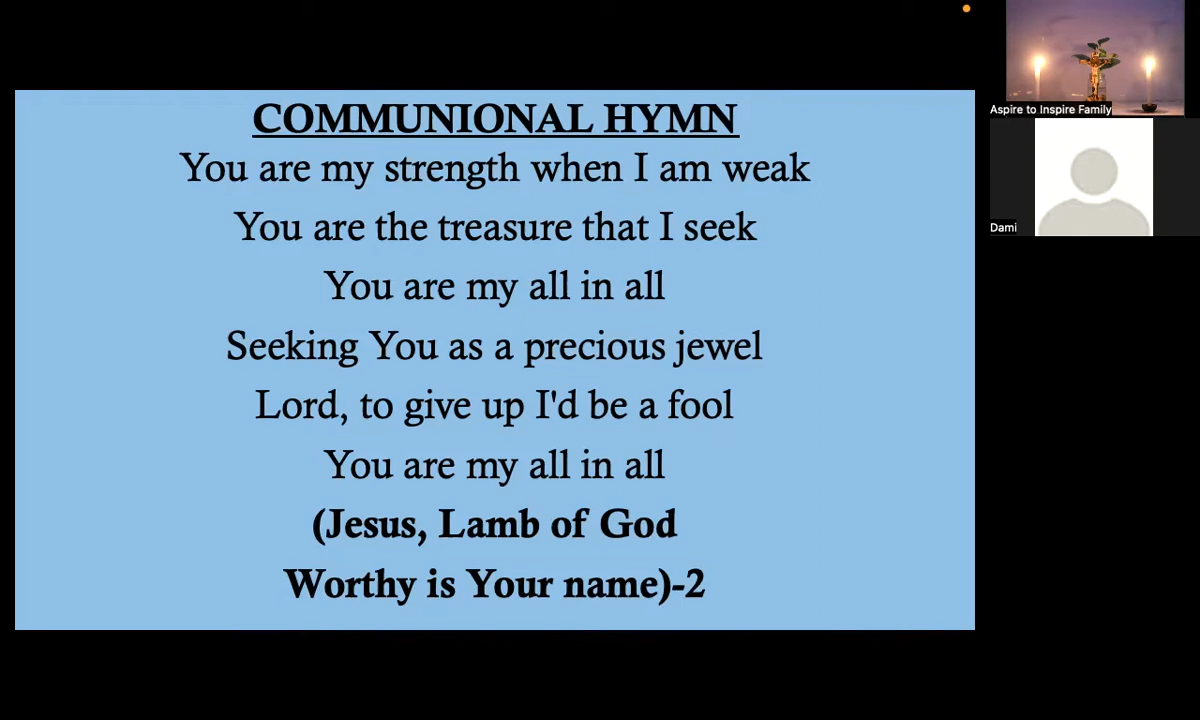 COMMUNIONAL HYMN
You are my strength when I am weak
You are the treasure that I seek
You are my all in all
Seeking You as a precious jewel
Lord, to give up I'd be a fool
You are my all in all
(Jesus, Lamb of God
Worthy is Your name)-2
Aspire to Inspire Family
Dami